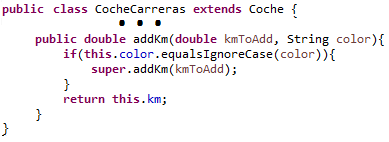 public class CocheCarreras extends Coche {
• • •
public double addKm(double kmToAdd, String color){
if(this.color.equalsIgnoreCase(color)){
super.addKm(kmToAdd);
}
return this.km;
}
}